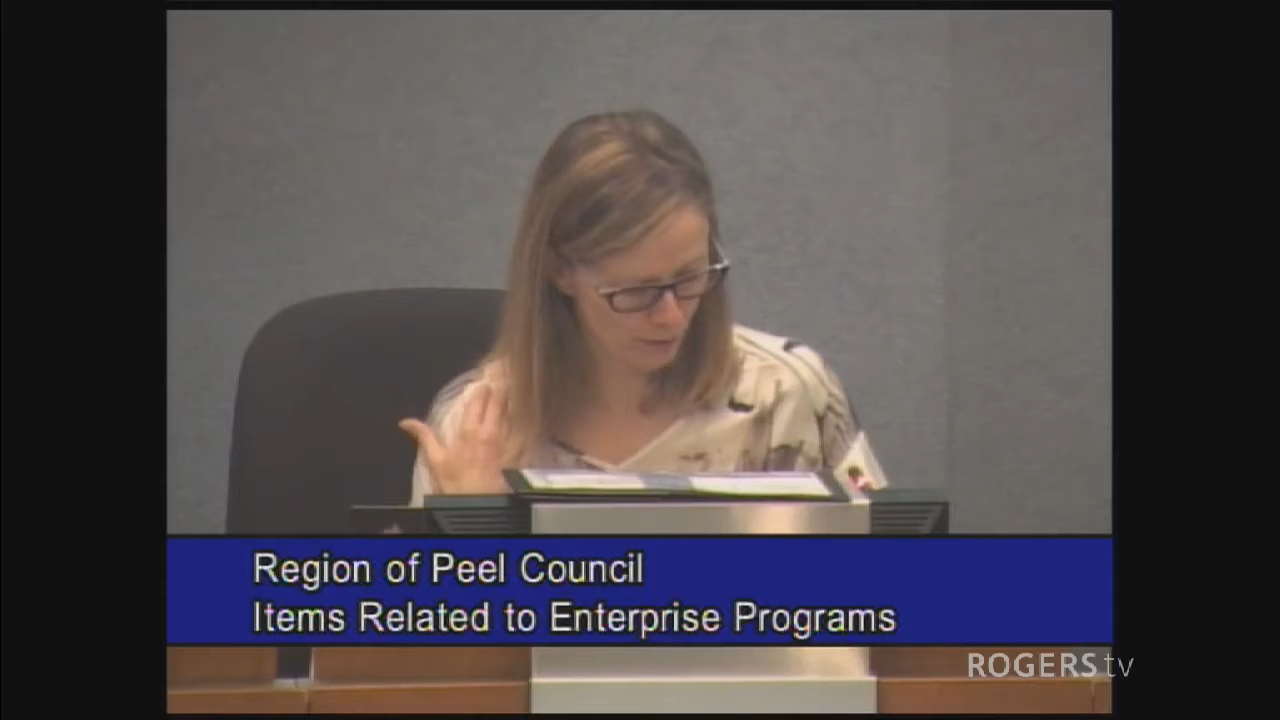 Region of Peel Council
Items Related to Enterprise Programs
ROGERS tv